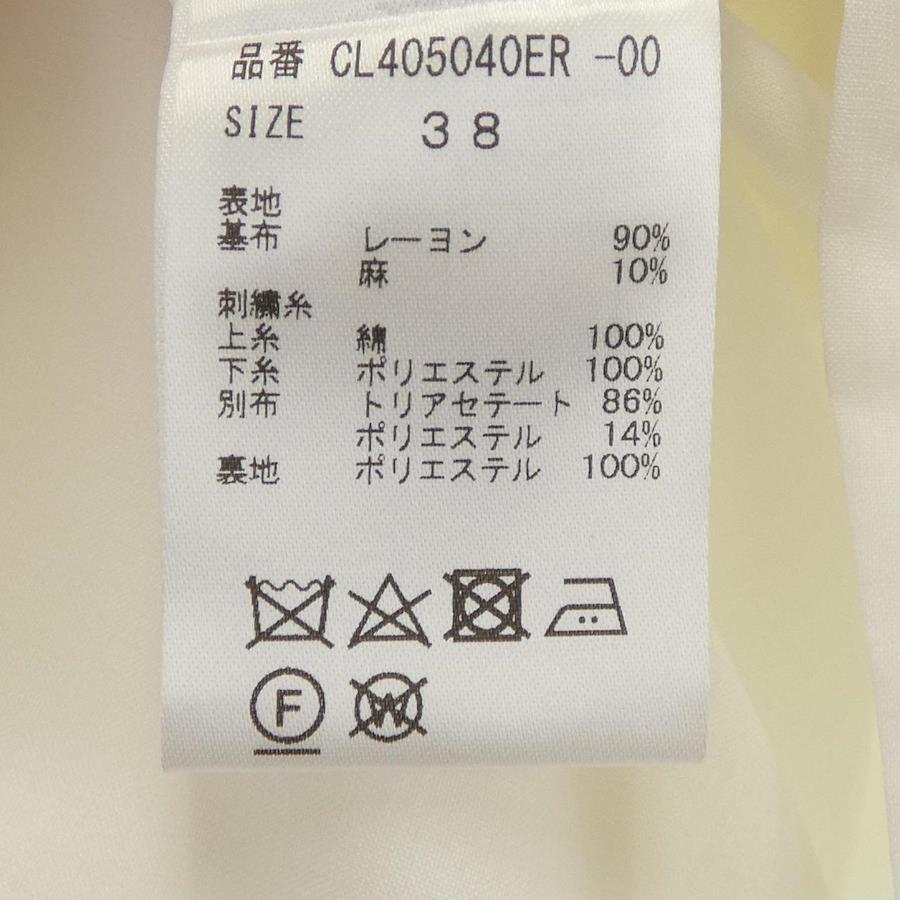 品番 CL405040ER -00
SIZE 38
表地
基布 レーヨン 90%
麻 10%
刺繍糸
上糸 綿 100%
下糸 ポリエステル 100%
別布 トリアセテート 86%
ポリエステル 14%
裏地 ポリエステル 100%
F W